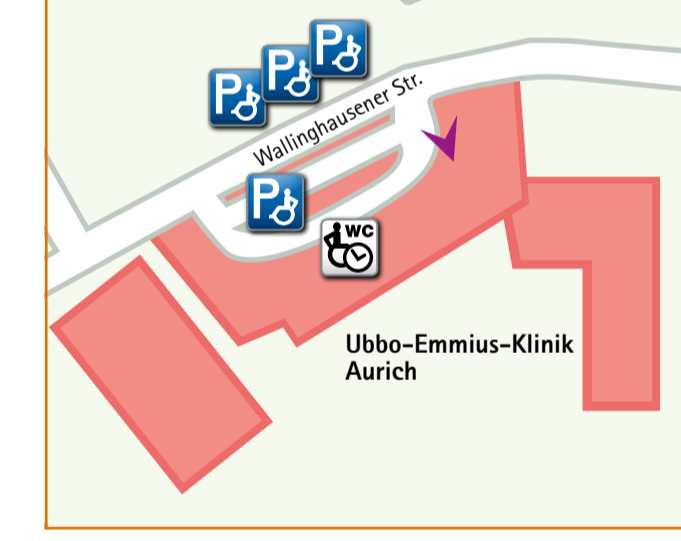 P
P
P
Wallinghausener Str.
P
WC
Ubbo-Emmius-Klinik
Aurich